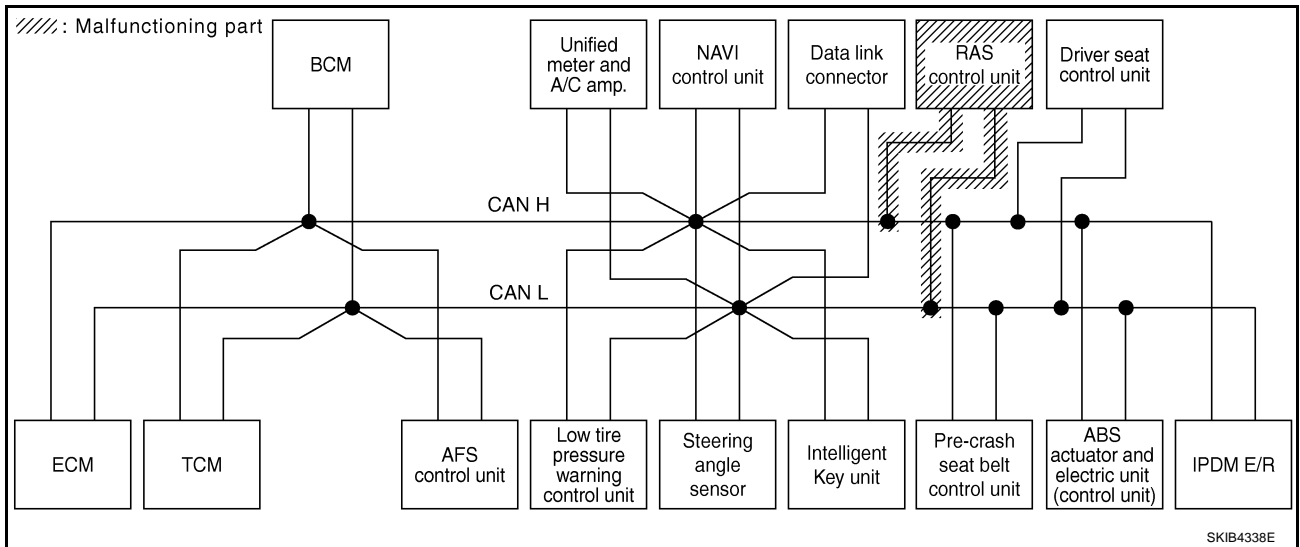 : Malfunctioning part
BCM
Unified
meter and
A/C amp.
NAVI
control unit
Data link
connector
RAS
control unit
Driver seat
control unit
CAN H
CAN L
ECM
TCM
AFS
control unit
Low tire
pressure
warning
control unit
Steering
angle
sensor
Intelligent
Key unit
Pre-crash
seat belt
control unit
ABS
actuator and
electric unit
(control unit)
IPDM E/R
SKIB4338E